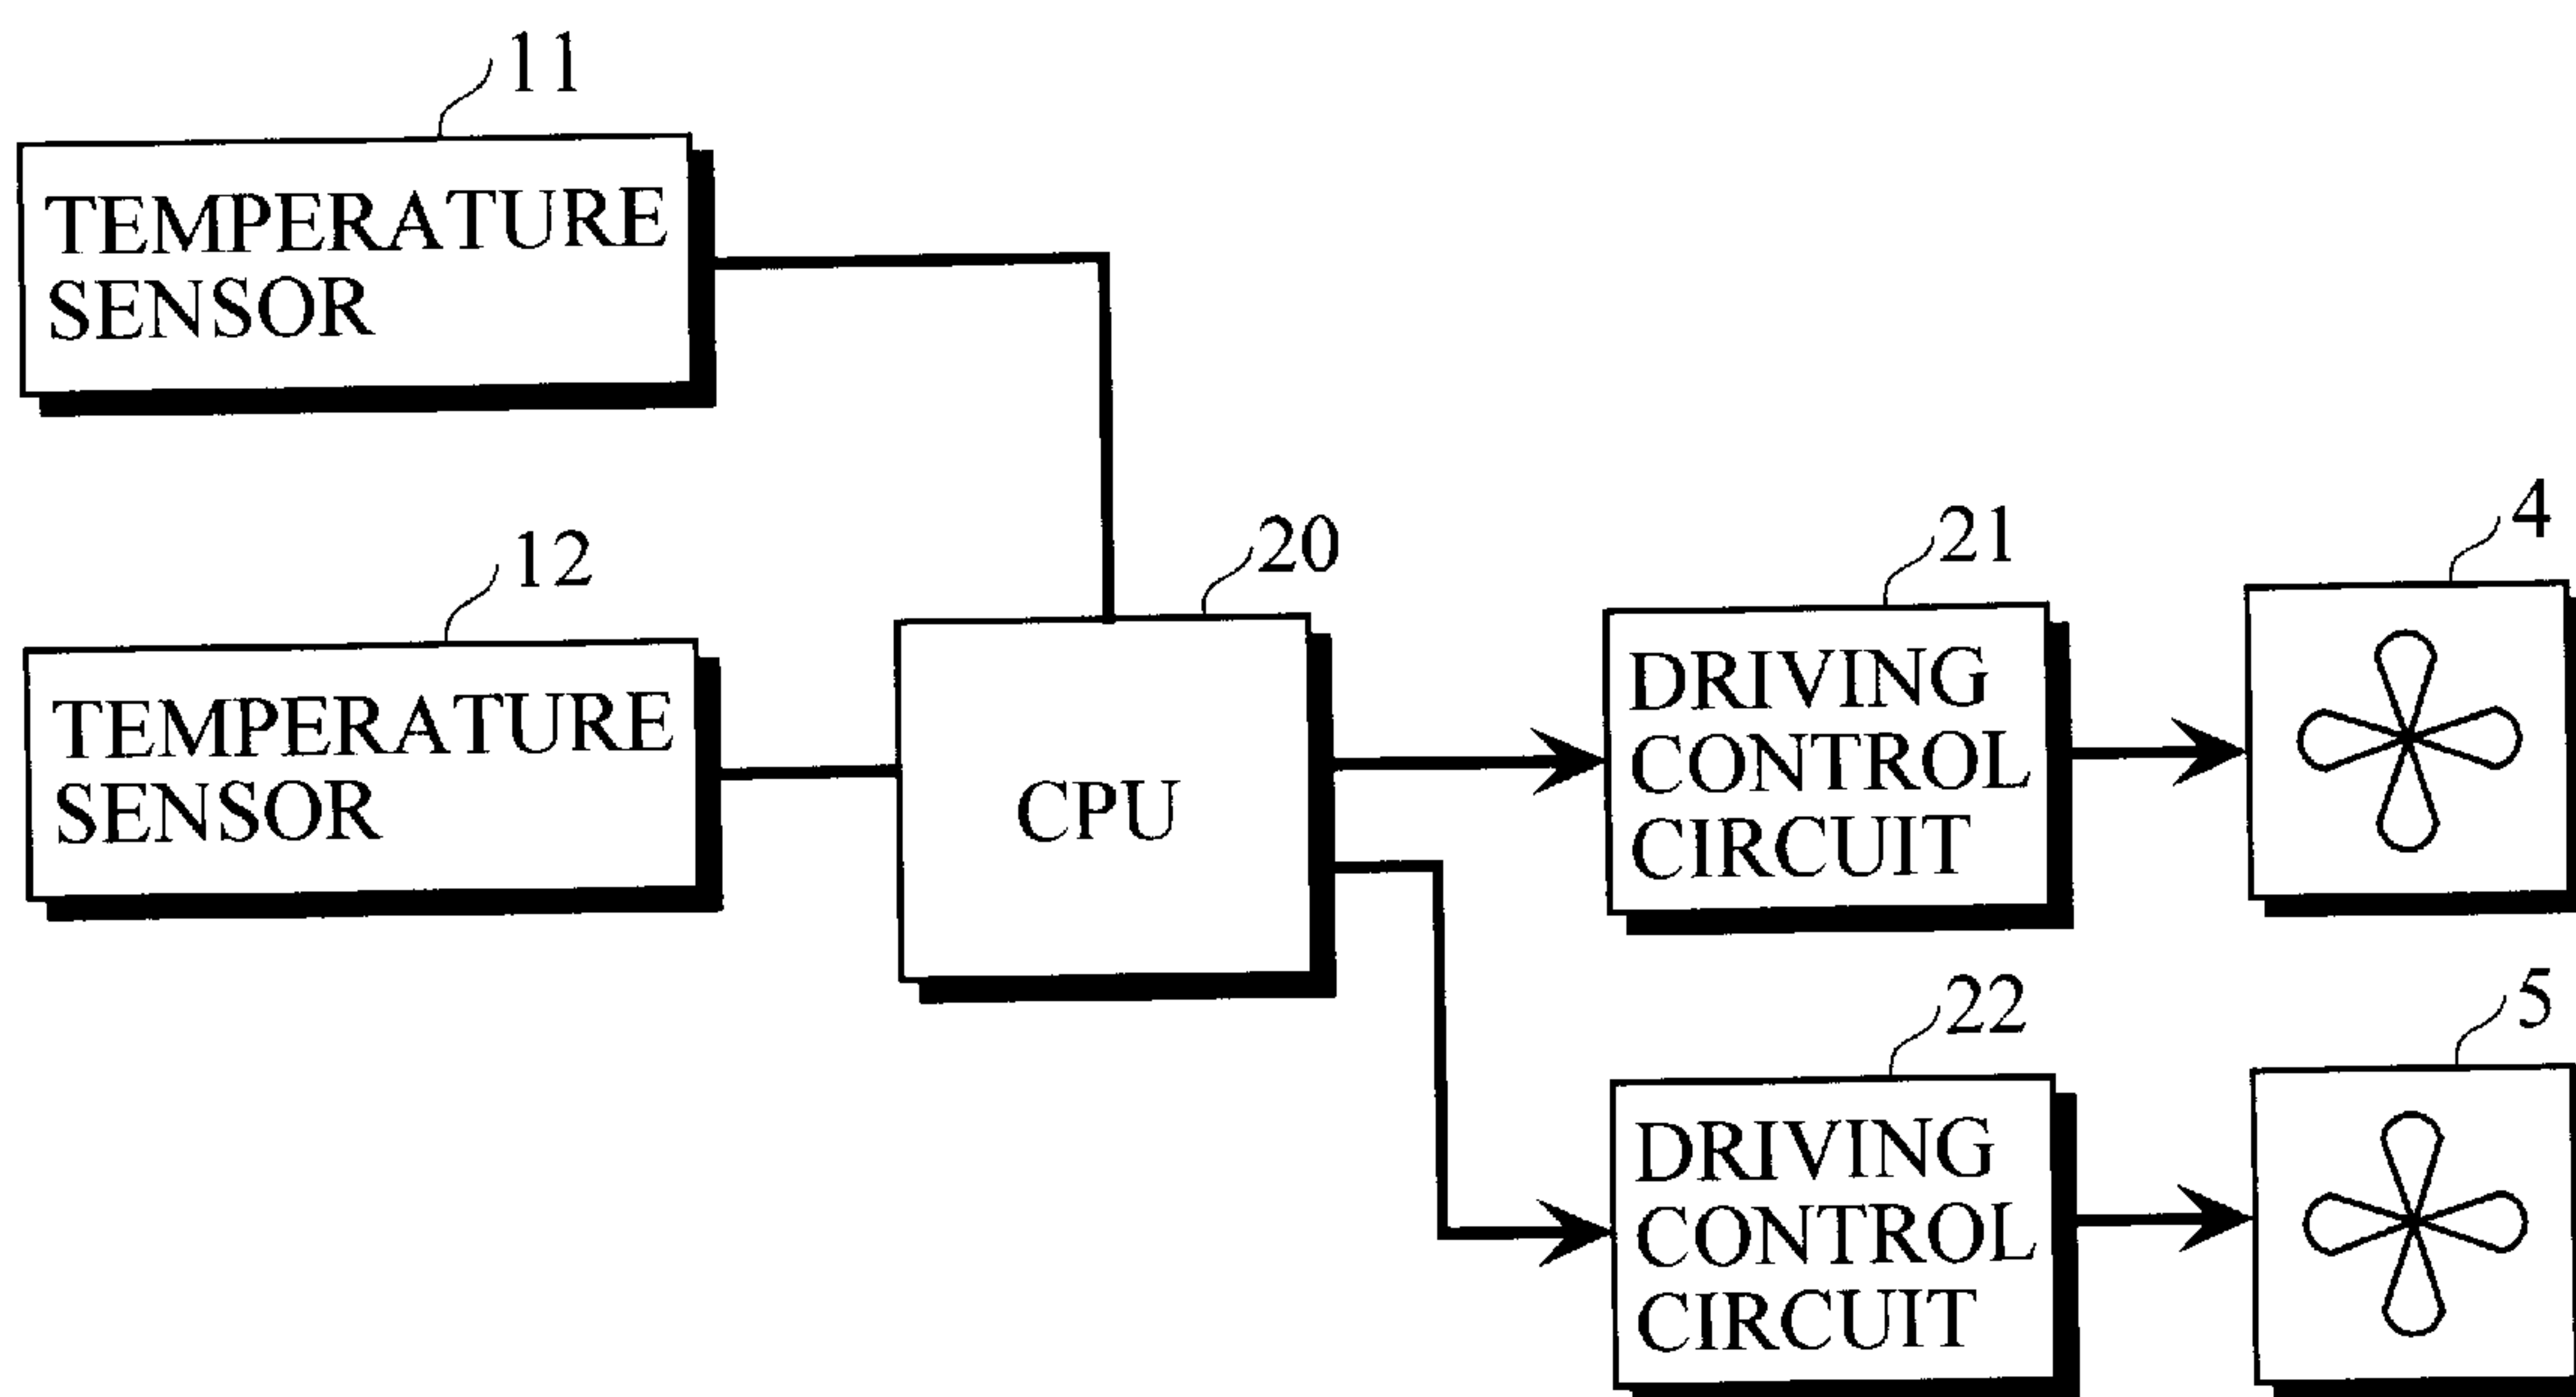 11
TEMPERATURE
SENSOR
12
TEMPERATURE
SENSOR
20
CPU
21
DRIVING
CONTROL
CIRCUIT
4
22
DRIVING
CONTROL
CIRCUIT
5